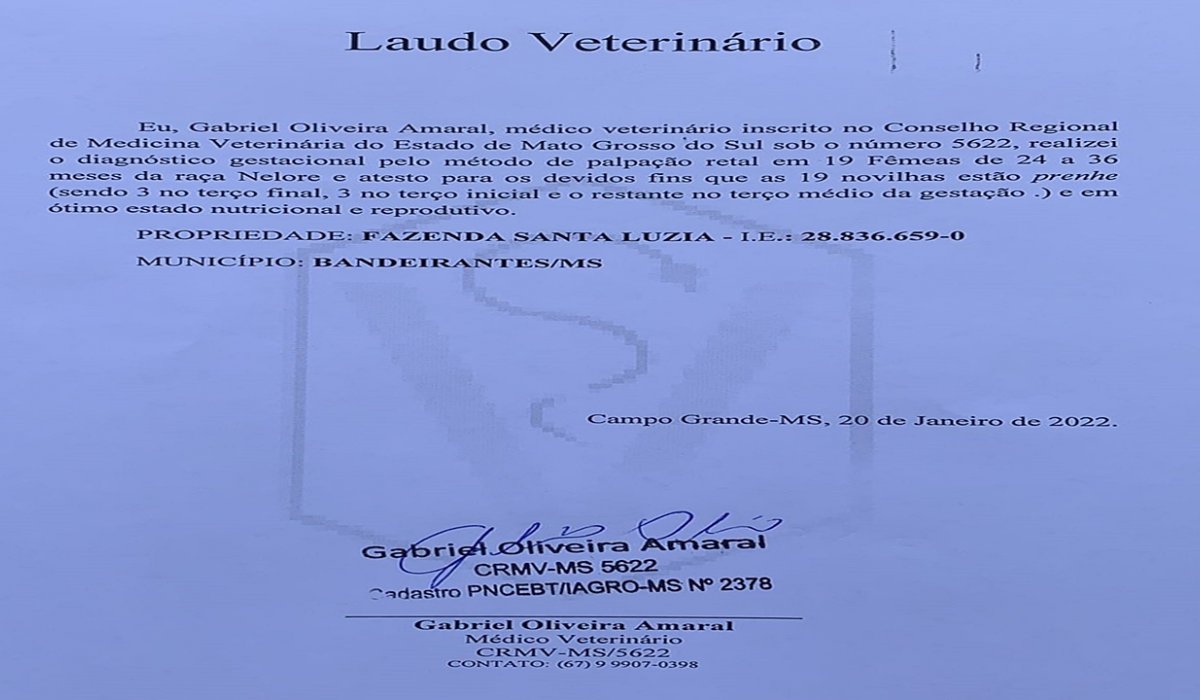 Laudo Veterinário
Eu, Gabriel Oliveira Amaral, médico veterinário inscrito no Conselho Regional
de Medicina Veterinária do Estado de Mato Grosso do Sul sob o número 5622, realizei
o diagnóstico gestacional pelo método de palpação retal em 19 Fêmeas de 24 a 36
meses da raça Nelore e atesto para os devidos fins que as 19 novilhas estão prenhe
(sendo 3 no terço final, 3 no terço inicial e o restante no terço médio da gestação .) e em
ótimo estado nutricional e reprodutivo.
PROPRIEDADE: FAZENDA SANTA LUZIA - I.E.: 28.836.659-0
MUNICÍPIO: BANDEIRANTES/MS
Campo Grande-MS, 20 de Janeiro de 2022.
Gabriel Oliveira Amaral
CRMV-MS 5622
Cadastro PNCEBT/IAGRO-MS Nº 2378
Gabriel Oliveira Amaral
Médico Veterinário
CRMV-MS/5622
CONTATO: (67) 9 9907-0398